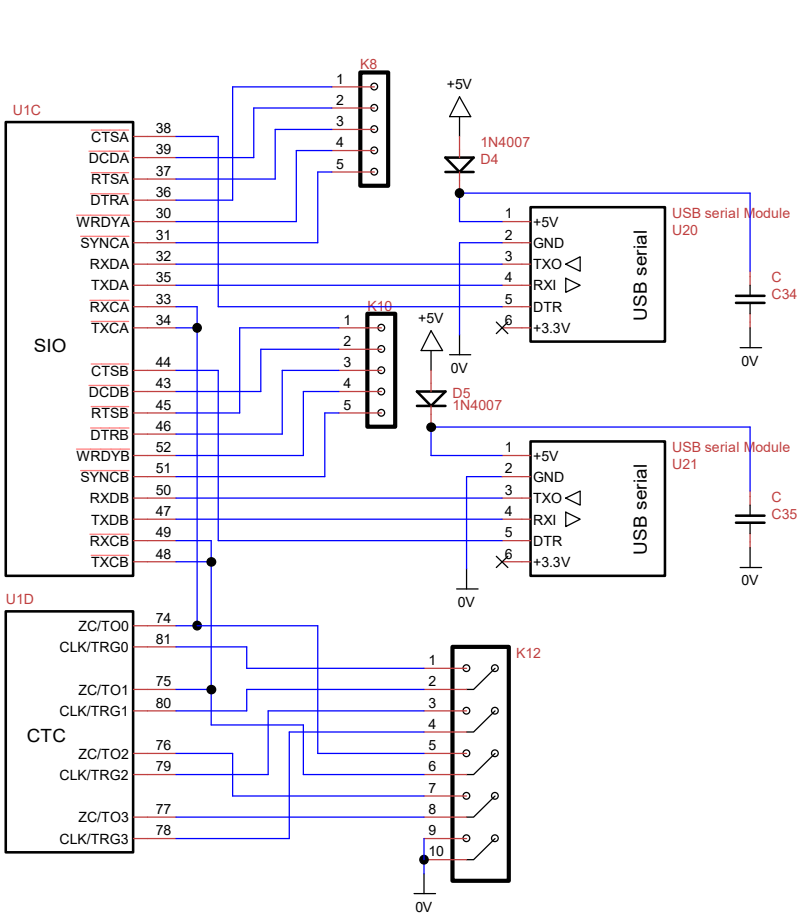 K8
+5V
1
2
3
4
5
U1C
1N4007
D4
CTSA 38
DCDA 39
RTSA 37
DTRA 36
WRDYA 30
SYNCA 31
RXDA 32
TXDA 35
RXCA 33
TXCA 34
SIO
CTSB 44
DCDB 43
RTSB 45
DTRB 46
WRDYB 52
SYNCB 51
RXDB 50
TXDB 47
RXCB 49
TXCB 48
USB serial Module
U20
1 +5V
2 GND
3 TXO
4 RXI
5 DTR
6 +3.3V
USB serial
C
C34
0V
0V
K10
1
2
3
4
5
+5V
D5
1N4007
USB serial Module
U21
1 +5V
2 GND
3 TXO
4 RXI
5 DTR
6 +3.3V
USB serial
C
C35
0V
0V
U1D
ZC/TO0 74
CLK/TRG0 81
ZC/TO1 75
CLK/TRG1 80
CTC
ZC/TO2 76
CLK/TRG2 79
ZC/TO3 77
CLK/TRG3 78
K12
1
2
3
4
5
6
7
8
9
10
0V